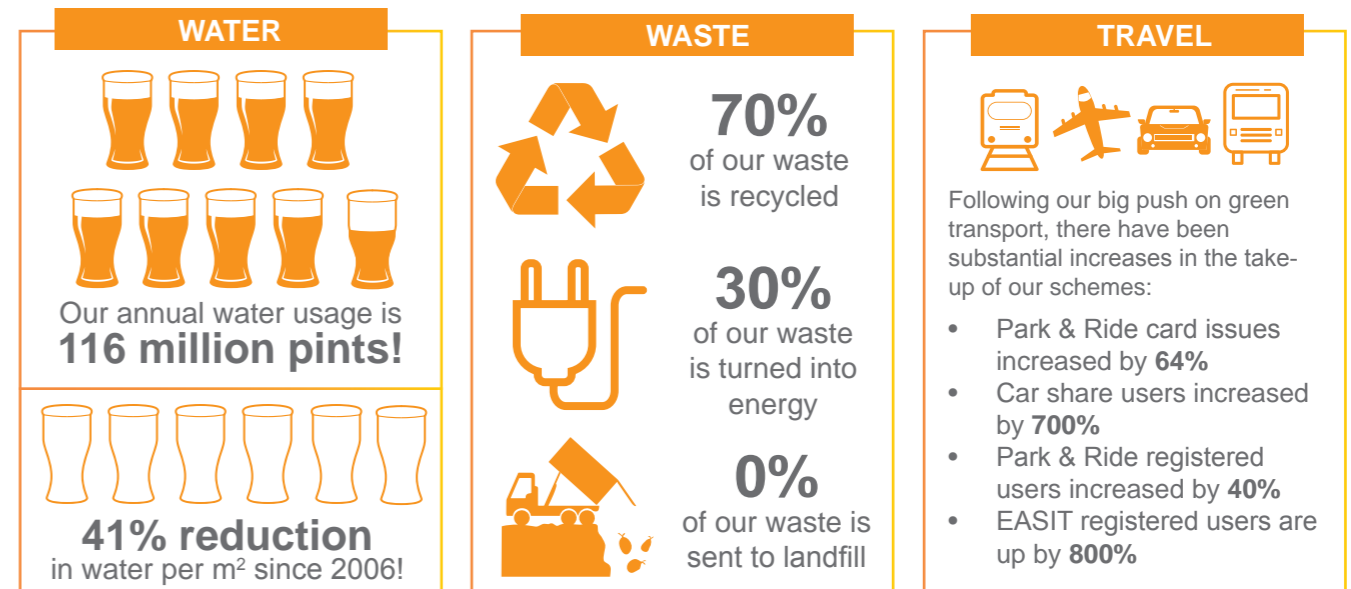 WATER
Our annual water usage is
116 million pints!
41% reduction
in water per m² since 2006!
WASTE
70%
of our waste
is recycled
30%
of our waste
is turned into
energy
0%
of our waste is
sent to landfill
TRAVEL
Following our big push on green
transport, there have been
substantial increases in the take-
up of our schemes:
• Park & Ride card issues
increased by 64%
• Car share users increased
by 700%
• Park & Ride registered
users increased by 40%
• EASIT registered users are
up by 800%